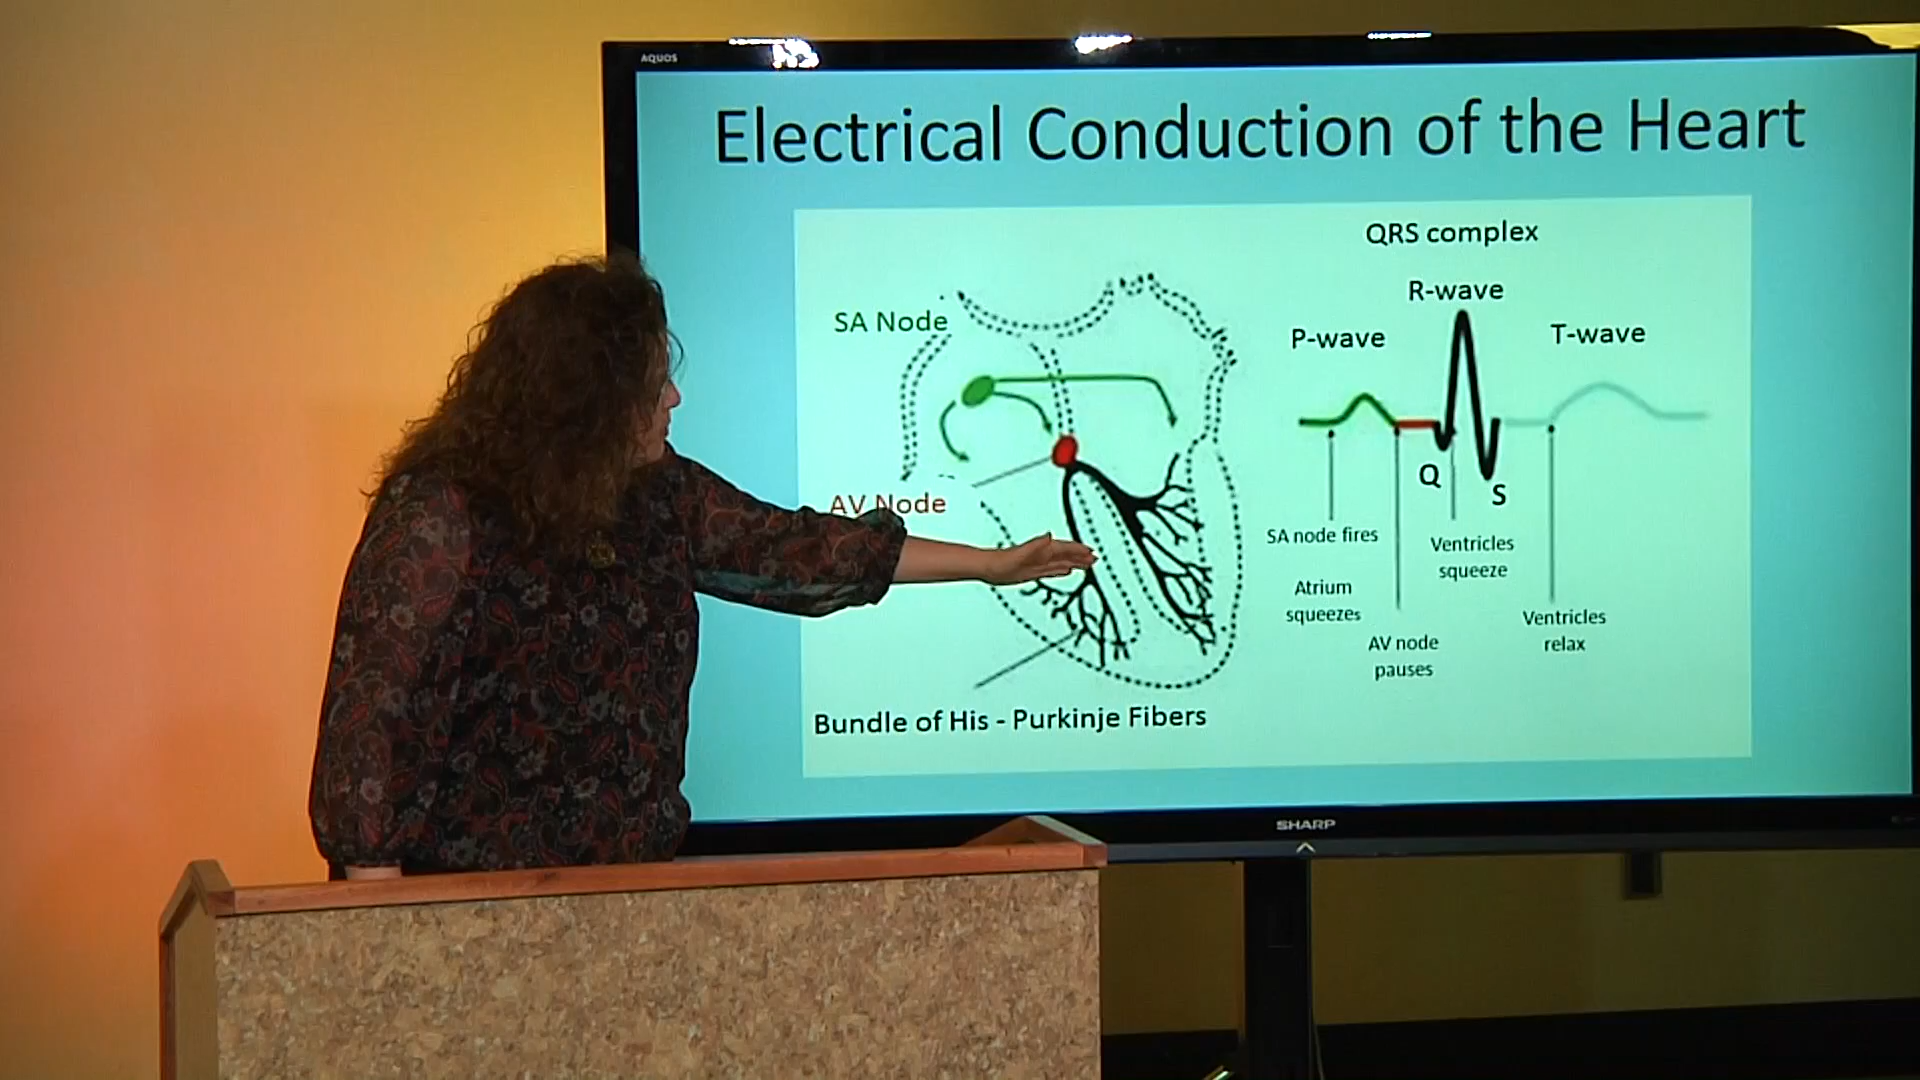 AQUOS
Electrical Conduction of the Heart
QRS complex
R-wave
SA Node
P-wave
T-wave
AV Node
Q
S
SA node fires
Atrium
squeezes
Ventricles
squeeze
AV node
pauses
Ventricles
relax
Bundle of His - Purkinje Fibers
SHARP